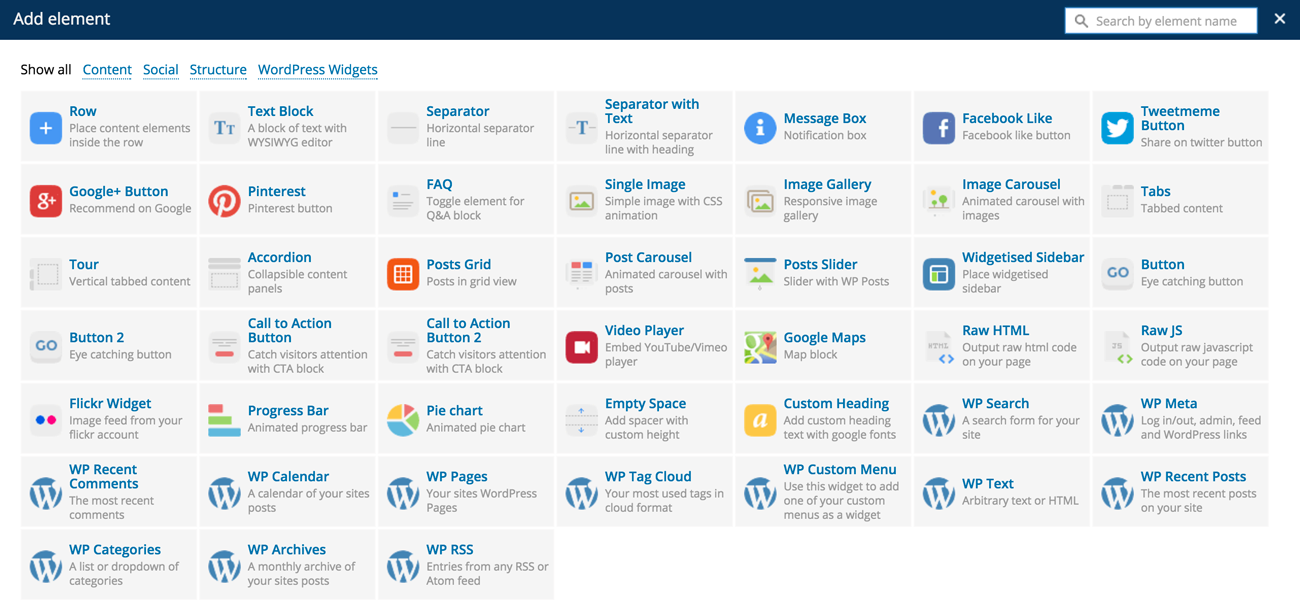 Add element
Search by element name
Show all Content Social Structure WordPress Widgets
Row
Place content elements
inside the row
Tт
Text Block
A block of text with
WYSIWYG editor
Separator
Horizontal separator
line
T
Separator with
Text
Horizontal separator
line with heading
i
Message Box
Notification box
f
Facebook Like
Facebook like button
Tweetmeme
Button
Share on twitter button
g+
Google+ Button
Recommend on Google
Pinterest
Pinterest button
FAQ
Toggle element for
Q&A block
Single Image
Simple image with CSS
animation
Image Gallery
Responsive image
gallery
Image Carousel
Animated carousel with
images
Tabs
Tabbed content
Tour
Vertical tabbed content
Accordion
Collapsible content
panels
Posts Grid
Posts in grid view
Post Carousel
Animated carousel with
posts
Posts Slider
Slider with WP Posts
Widgetised Sidebar
Place widgetised
sidebar
GO
Button
Eye catching button
GO
Button 2
Eye catching button
Call to Action
Button
Catch visitors attention
with CTA block
Call to Action
Button 2
Catch visitors attention
with CTA block
Video Player
Embed YouTube/Vimeo
player
g
Google Maps
Map block
HTML
<>
Raw HTML
Output raw html code
on your page
JS
<>
Raw JS
Output raw javascript
code on your page
Flickr Widget
Image feed from your
flickr account
Progress Bar
Animated progress bar
Pie chart
Animated pie chart
Empty Space
Add spacer with
custom height
a
Custom Heading
Add custom heading
text with google fonts
WP Search
A search form for your
site
WP Meta
Log in/out, admin, feed
and WordPress links
WP Recent
Comments
The most recent
comments
WP Calendar
A calendar of your sites
posts
WP Pages
Your sites WordPress
Pages
WP Tag Cloud
Your most used tags in
cloud format
WP Custom Menu
Use this widget to add
one of your custom
menus as a widget
WP Text
Arbitrary text or HTML
WP Recent Posts
The most recent posts
on your site
WP Categories
A list or dropdown of
categories
WP Archives
A monthly archive of
your sites posts
WP RSS
Entries from any RSS or
Atom feed